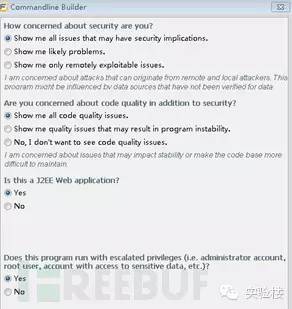 Commandline Builder
How concerned about security are you?
Show me all issues that may have security implications.
Show me likely problems.
Show me only remotely exploitable issues.
I am concerned about attacks that can originate from remote and local attackers. This
program might be influenced by data sources that have not been verified for data
Are you concerned about code quality in addition to security?
Show me all code quality issues.
Show me quality issues that may result in program instability.
No, I don't want to see code quality issues.
I am concerned about issues that may impact stability or make the code base more
difficult to maintain.
Is this a J2EE Web application?
Yes
No
Does this program run with escalated privileges (i.e. administrator account,
root user, account with access to sensitive data, etc.)?
Yes
No
FREEBUF
实验楼